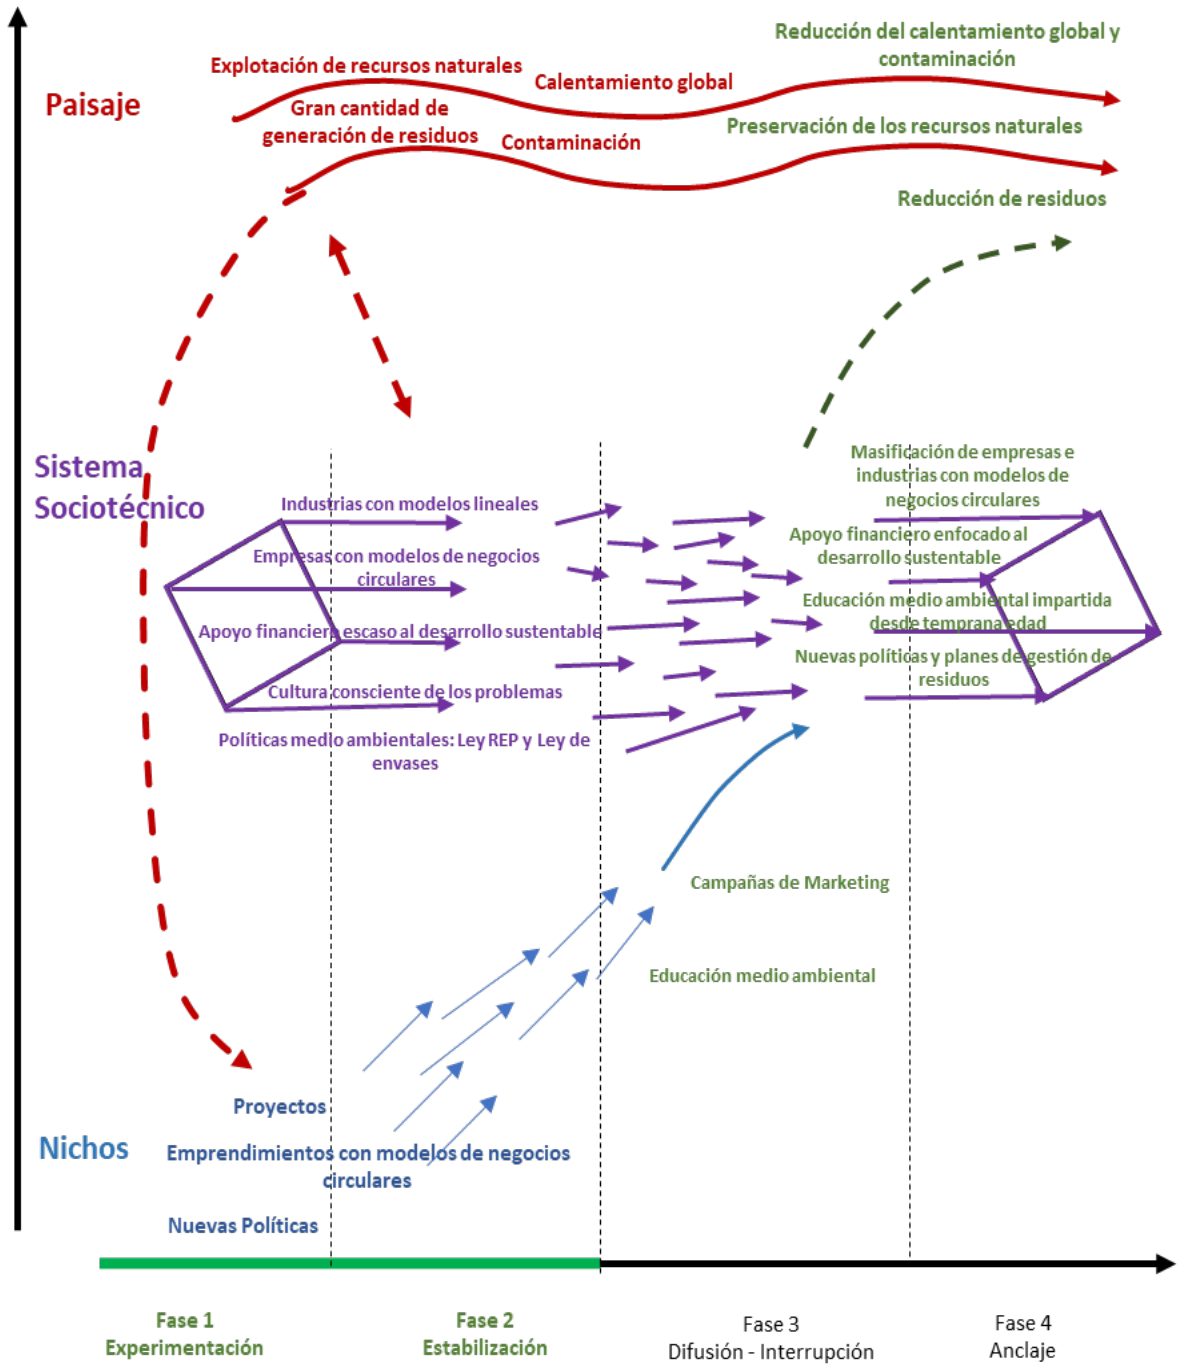 Reducción del calentamiento global y
contaminación
Explotación de recursos naturales
Calentamiento global
Paisaje
Gran cantidad de
generación de residuos
Contaminación
Preservación de los recursos naturales
Reducción de residuos
Sistema
Sociotécnico
Masificación de empresas e
industrias con modelos de
negocios circulares
Industrias con modelos lineales
Apoyo financiero enfocado al
desarrollo sustentable
Empresas con modelos de negocios
circulares
Educación medio ambiental impartida
desde temprana edad
Apoyo financiero escaso al desarrollo sustentable
Nuevas políticas y planes de gestión de
residuos
Cultura consciente de los problemas
Políticas medio ambientales: Ley REP y Ley de
envases
Campañas de Marketing
Educación medio ambiental
Proyectos
Nichos
Emprendimientos con modelos de negocios
circulares
Nuevas Políticas
Fase 1
Experimentación
Fase 2
Estabilización
Fase 3
Difusión - Interrupción
Fase 4
Anclaje